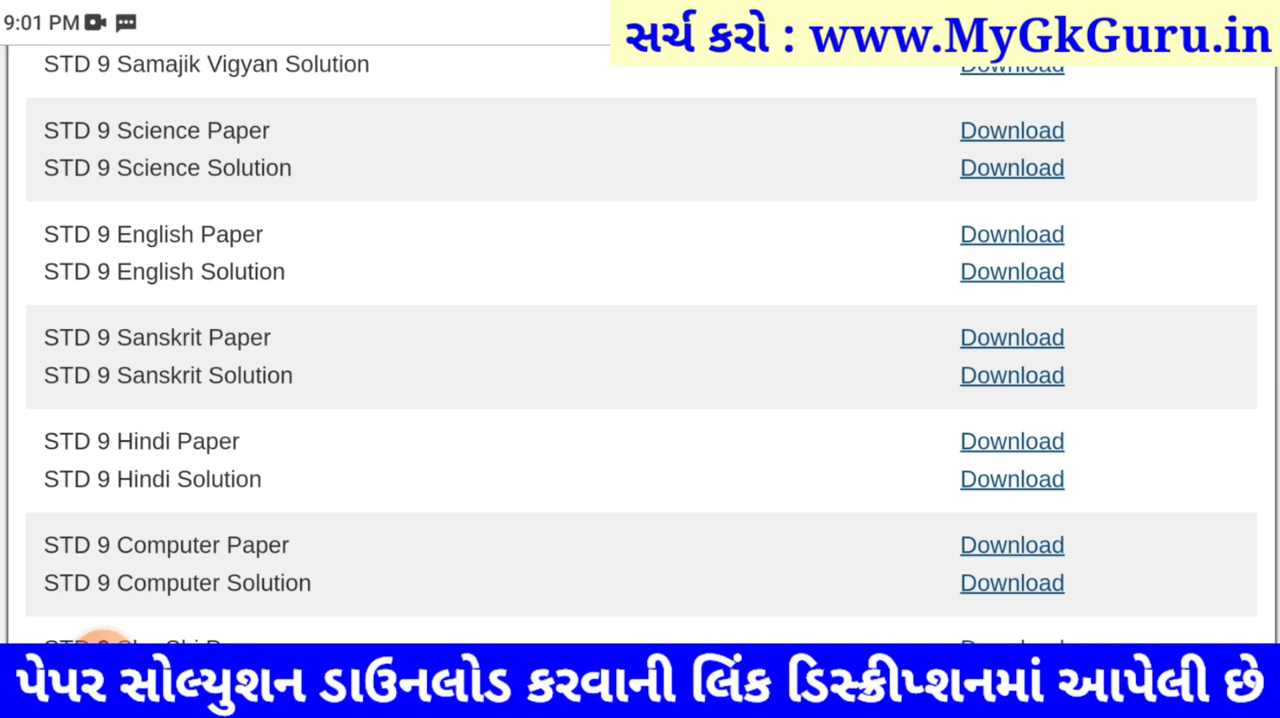 9:01 PM
સર્ચ કરો : www.MyGkGuru.in
STD 9 Samajik Vigyan Solution Download
STD 9 Science Paper Download
STD 9 Science Solution Download
STD 9 English Paper Download
STD 9 English Solution Download
STD 9 Sanskrit Paper Download
STD 9 Sanskrit Solution Download
STD 9 Hindi Paper Download
STD 9 Hindi Solution Download
STD 9 Computer Paper Download
STD 9 Computer Solution Download
STD 9
પેપર સોલ્યુશન ડાઉનલોડ કરવાની લિંક ડિસ્ક્રીપ્શનમાં આપેલી છે